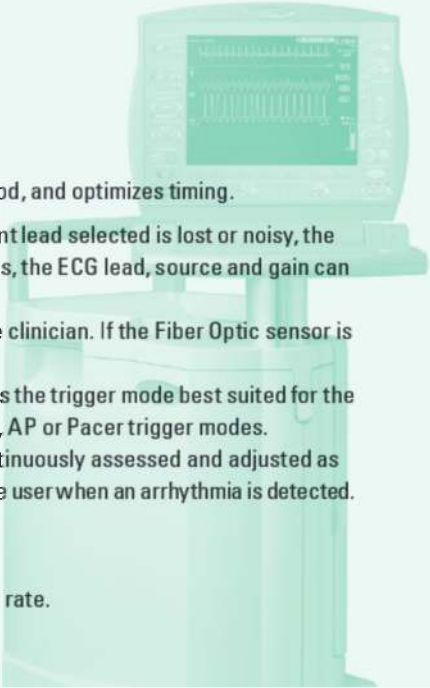 od, and optimizes timing.
nt lead selected is lost or noisy, the
s, the ECG lead, source and gain can
e clinician. If the Fiber Optic sensor is
s the trigger mode best suited for the
, AP or Pacer trigger modes.
tinuously assessed and adjusted as
e user when an arrhythmia is detected.
rate.